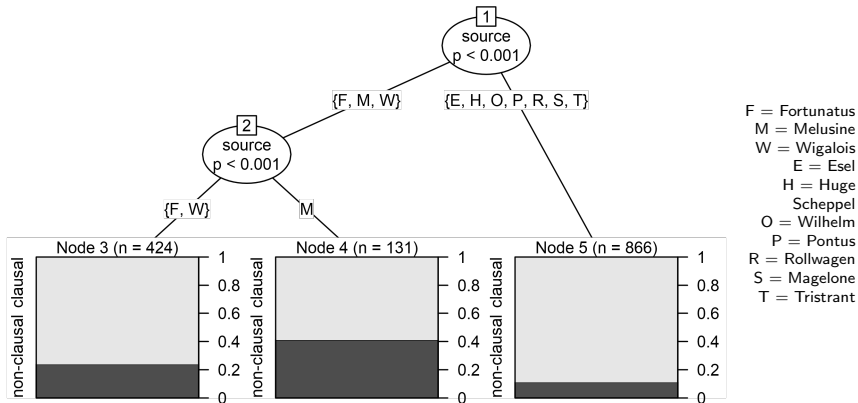 1
source
p < 0.001
{F, M, W}
{E, H, O, P, R, S, T}
2
source
p < 0.001
{F, W}
M
Node 3 (n = 424)
non-clausal clausal
1
0.8
0.6
0.4
0.2
0
Node 4 (n = 131)
non-clausal clausal
1
0.8
0.6
0.4
0.2
0
Node 5 (n = 866)
non-clausal clausal
1
0.8
0.6
0.4
0.2
0
F = Fortunatus
M = Melusine
W = Wigalois
E = Esel
H = Huge
Scheppel
O = Wilhelm
P = Pontus
R = Rollwagen
S = Magelone
T = Tristrant